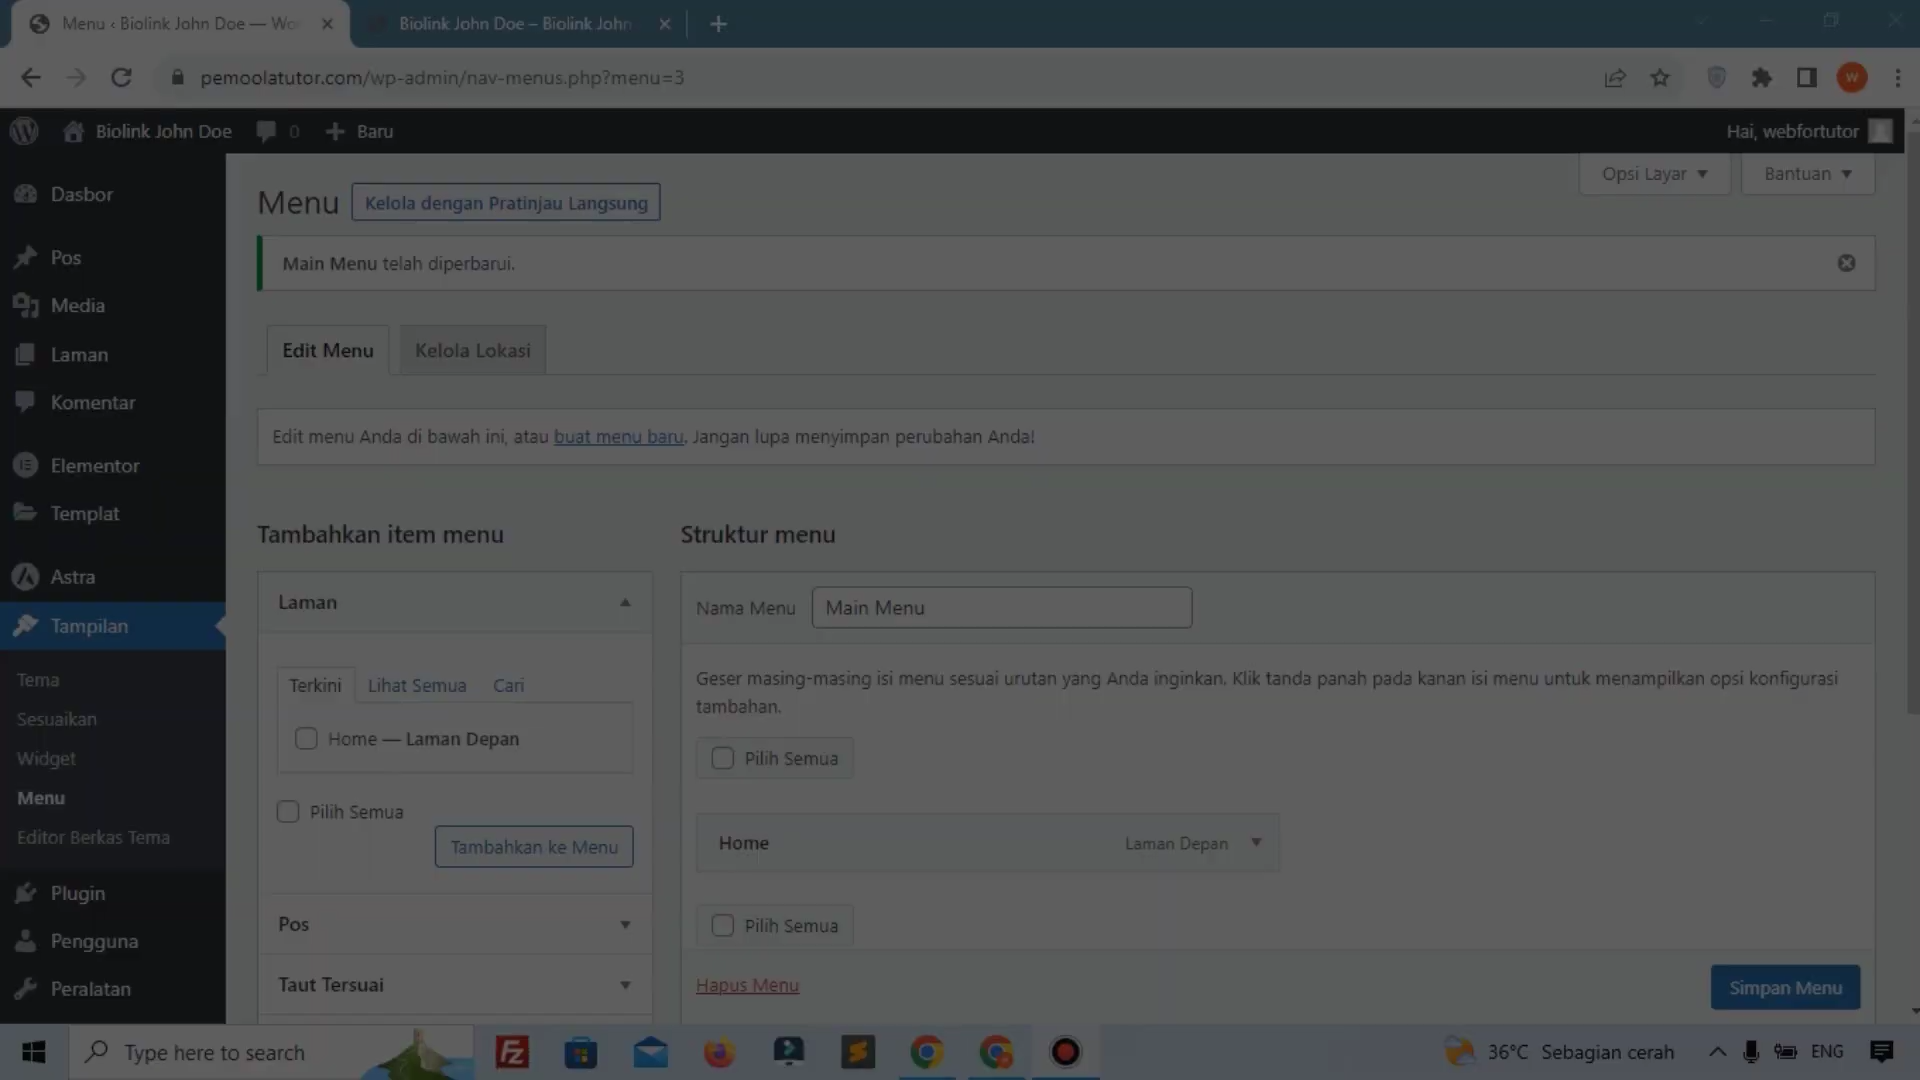 Menu ‹ Biolink John Doe — Wo
Biolink John Doe – Biolink John
pemoolatutor.com/wp-admin/nav-menus.php?menu=3
W
Biolink John Doe
0
Baru
Hai, webfortutor
Opsi Layar
Bantuan
Dasbor
Pos
Media
Laman
Komentar
Elementor
Templat
Astra
Tampilan
Tema
Sesuaikan
Widget
Menu
Editor Berkas Tema
Plugin
Pengguna
Peralatan
Menu
Kelola dengan Pratinjau Langsung
Main Menu telah diperbarui.
Edit Menu
Kelola Lokasi
Edit menu Anda di bawah ini, atau buat menu baru. Jangan lupa menyimpan perubahan Anda!
Tambahkan item menu
Laman
Terkini
Lihat Semua
Cari
Home — Laman Depan
Pilih Semua
Tambahkan ke Menu
Pos
Taut Tersuai
Struktur menu
Nama Menu
Main Menu
Geser masing-masing isi menu sesuai urutan yang Anda inginkan. Klik tanda panah pada kanan isi menu untuk menampilkan opsi konfigurasi
tambahan.
Pilih Semua
Home
Laman Depan
Pilih Semua
Hapus Menu
Simpan Menu
Type here to search
Fz
36°C Sebagian cerah
ENG